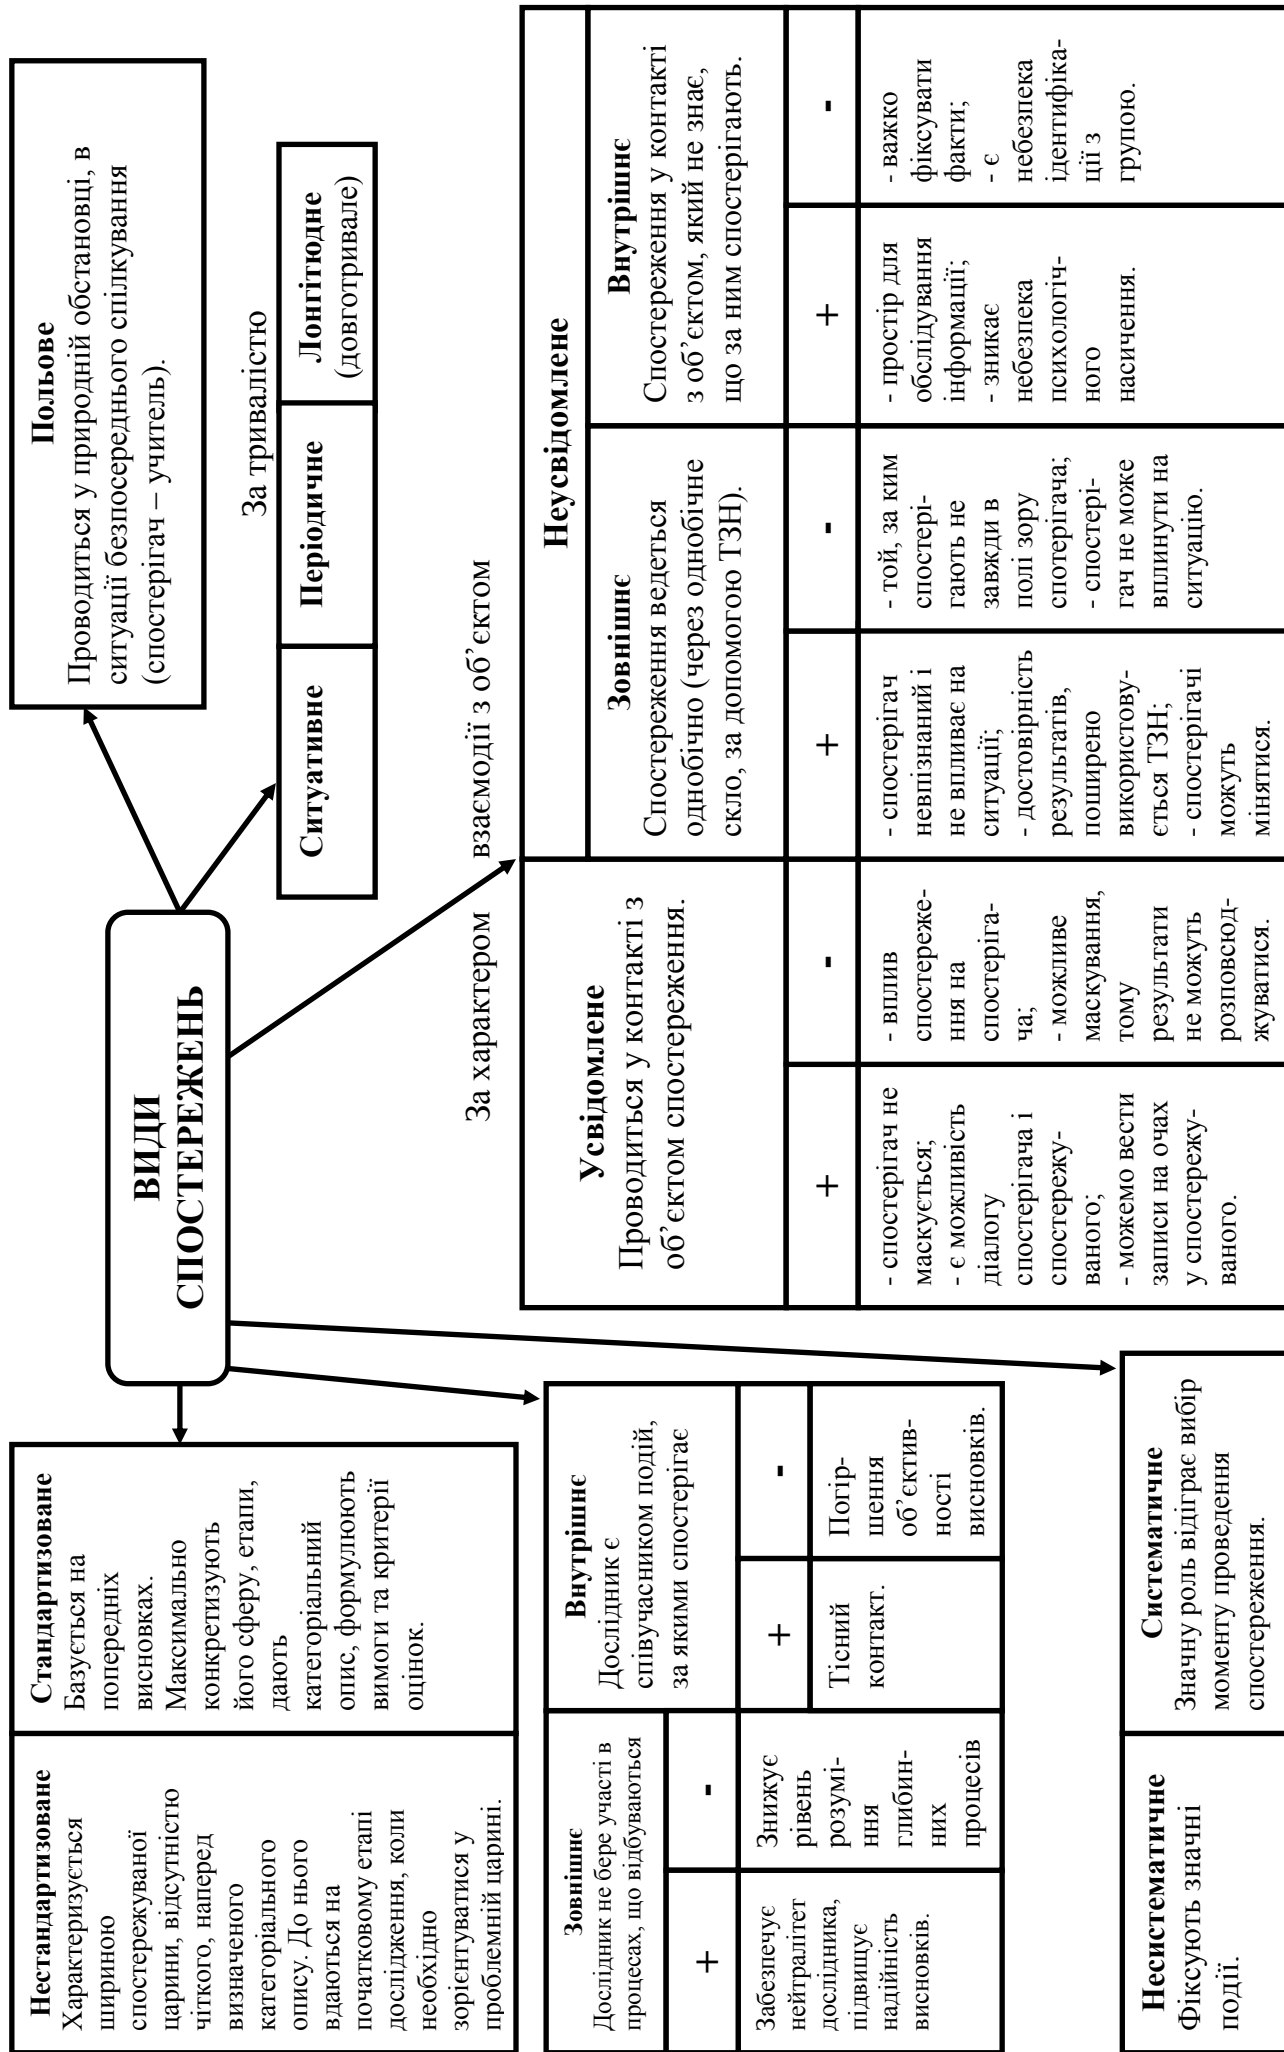 ВИДИ
СПОСТЕРЕЖЕНЬ
Нестандартизоване
Характеризується
шириною
спостережуваної
царини, відсутністю
чіткого, наперед
визначеного
категоріального
опису. До нього
вдаються на
початковому етапі
дослідження, коли
необхідно
зорієнтуватися у
проблемній царині.
Стандартизоване
Базується на
попередніх
висновках.
Максимально
конкретизують
його сферу, етапи,
дають
категоріальний
опис, формулюють
вимоги та критерії
оцінок.
Польове
Проводиться у природній обстановці, в
ситуації безпосереднього спілкування
(спостерігач – учитель).
За тривалістю
Ситуативне
Періодичне
Лонгітюдне
(довготривале)
Зовнішнє
Дослідник не бере участі в
процесах, що відбуваються
+
-
Забезпечує
нейтралітет
дослідника,
підвищує
надійність
висновків.
Знижує
рівень
розумі-
ння
глибин-
них
процесів
Внутрішнє
Дослідник є
співучасником подій,
за якими спостерігає
+
-
Тісний
контакт.
Погір-
шення
об’єктив-
ності
висновків.
За характером взаємодії з об’єктом
Усвідомлене
Проводиться у контакті з
об’єктом спостереження.
+
-
- спостерігач не
маскується;
- є можливість
діалогу
спостерігача і
спостережу-
ваного;
- можемо вести
записи на очах
у спостережу-
ваного.
- вплив
спостереже-
ння на
спостеріга-
ча;
- можливе
маскування,
тому
результати
не можуть
розповсюд-
жуватися.
Неусвідомлене
Зовнішнє
Спостереження ведеться
однобічно (через однобічне
скло, за допомогою ТЗН).
+
-
- спостерігач
невпізнаний і
не впливає на
ситуації;
- достовірність
результатів,
поширено
використову-
ється ТЗН;
- спостерігачі
можуть
мінятися.
- той, за ким
спостері-
гають не
завжди в
полі зору
спотерігача;
- спостері-
гач не може
вплинути на
ситуацію.
Внутрішнє
Спостереження у контакті
з об’єктом, який не знає,
що за ним спостерігають.
+
-
- простір для
обслідування
інформації;
- зникає
небезпека
психологіч-
ного
насичення.
- важко
фіксувати
факти;
- є
небезпека
ідентифіка-
ції з
групою.
Несистематичне
Фіксують значні
події.
Систематичне
Значну роль відіграє вибір
моменту проведення
спостереження.